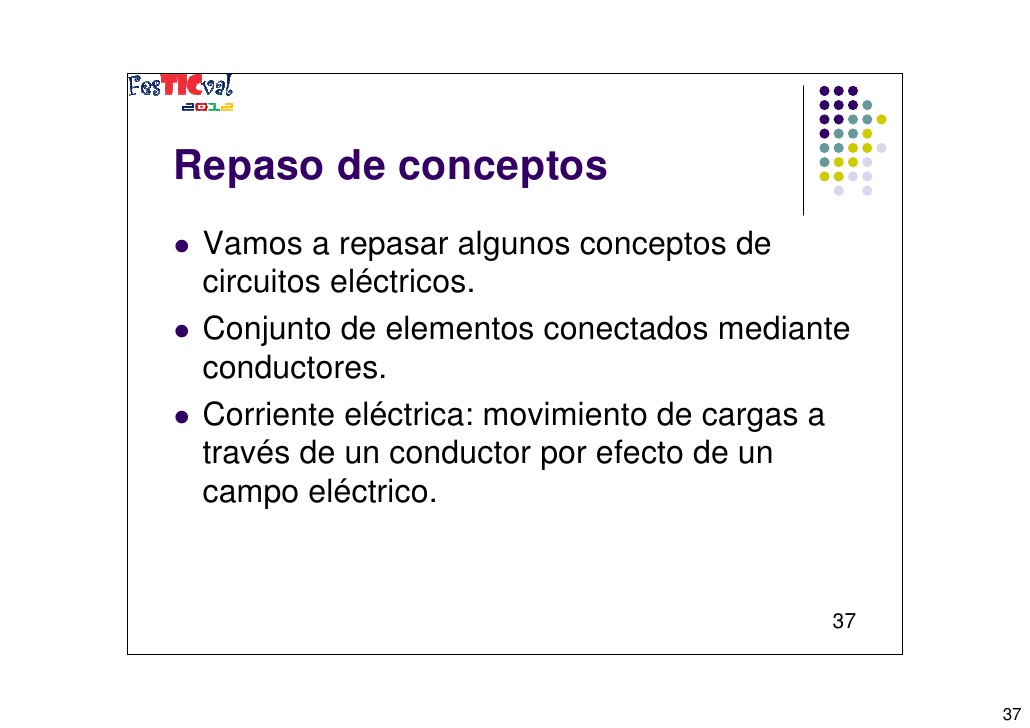 FesTICval
2012
Repaso de conceptos
● Vamos a repasar algunos conceptos de
circuitos eléctricos.
● Conjunto de elementos conectados mediante
conductores.
● Corriente eléctrica: movimiento de cargas a
través de un conductor por efecto de un
campo eléctrico.
37
37